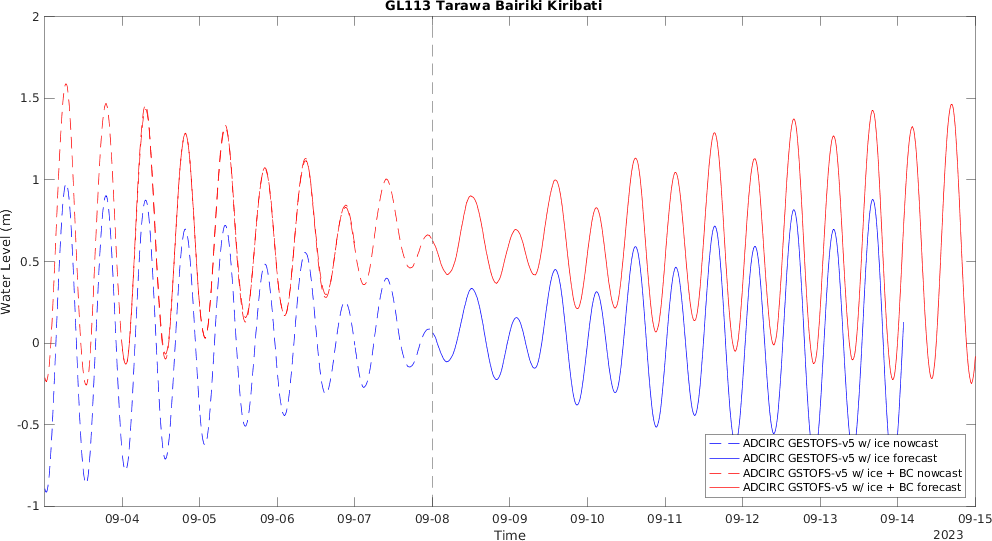 GL113 Tarawa Bairiki Kiribati
2
1.5
1
0.5
0
-0.5
-1
Water Level (m)
ADCIRC GESTOFS-v5 w/ ice nowcast
ADCIRC GESTOFS-v5 w/ ice forecast
ADCIRC GSTOFS-v5 w/ ice + BC nowcast
ADCIRC GSTOFS-v5 w/ ice + BC forecast
09-04 09-05 09-06 09-07 09-08 09-09 09-10 09-11 09-12 09-13 09-14 09-15
Time
2023